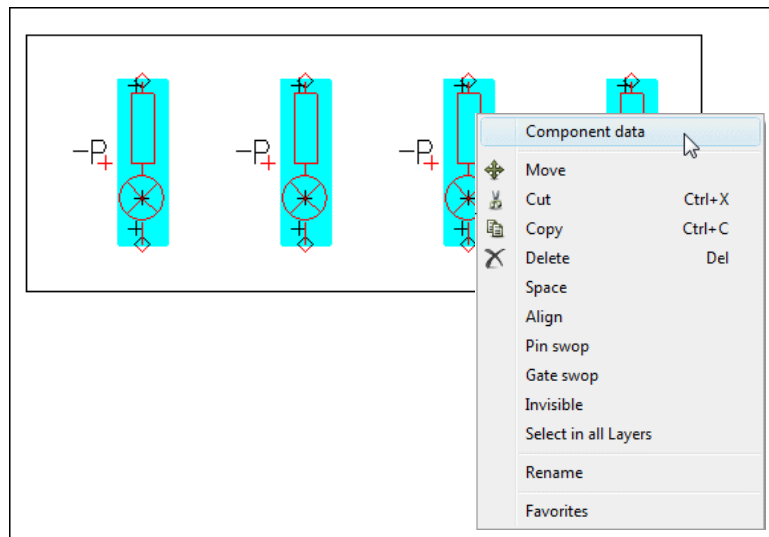 -P -P -P
Component data
Move
Cut Ctrl+X
Copy Ctrl+C
Delete Del
Space
Align
Pin swop
Gate swop
Invisible
Select in all Layers
Rename
Favorites